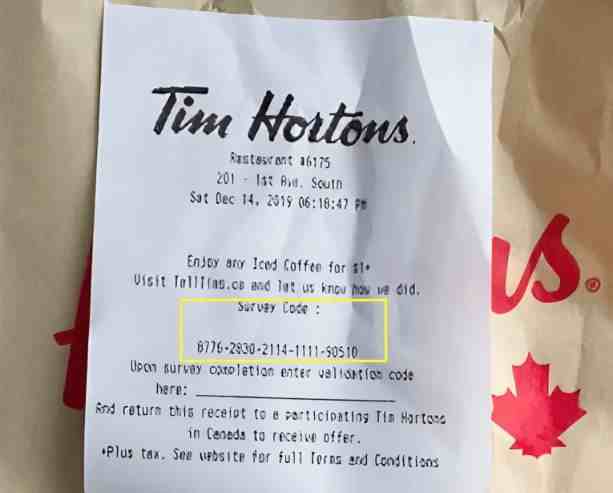 Tim Hortons.
Restaurant #6175
201 - 1st Ave. South
Sat Dec 14, 2019 06:18:47 PM
Enjoy any Iced Coffee for $1*
Visit TellTims.ca and let us know how we did.
Survey Code :
8776-2830-2114-1111-90510
Upon survey completion enter validation code
here:
And return this receipt to a participating Tim Hortons
in Canada to receive offer.
*Plus tax. See website for full Terms and Conditions
ns.®